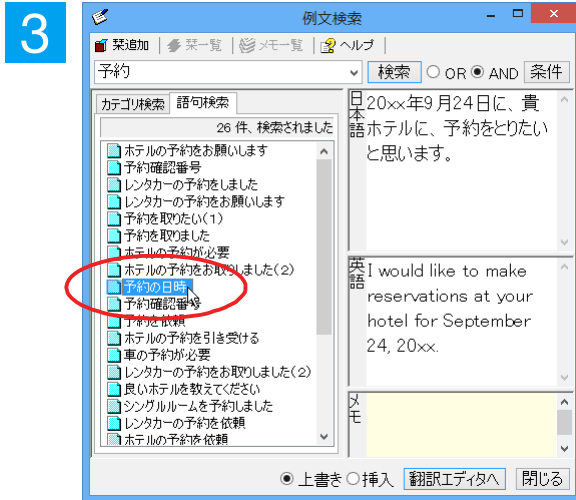 3
例文検索
栞追加 栞一覧 メモ一覧 ヘルプ
予約 検索 OR AND 条件
カテゴリ検索 語句検索
26 件、検索されました
ホテルの予約をお願いします
予約確認番号
レンタカーの予約をしました
レンタカーの予約をお願いします
予約を取りたい(1)
予約を取りました
ホテルの予約が必要
ホテルの予約をお取りしました(2)
予約の日時
予約確認番号
予約を依頼
ホテルの予約を引き受ける
車の予約が必要
レンタカーの予約をお取りしました(2)
良いホテルを教えてください
シングルルームを予約しました
レンタカーの予約を依頼
ホテルの予約を依頼
日本語
20××年9月24日に、貴
ホテルに、予約をとりたい
と思います。
英語
I would like to make
reservations at your
hotel for September
24, 20××.
メモ
上書き 挿入 翻訳エディタへ 閉じる